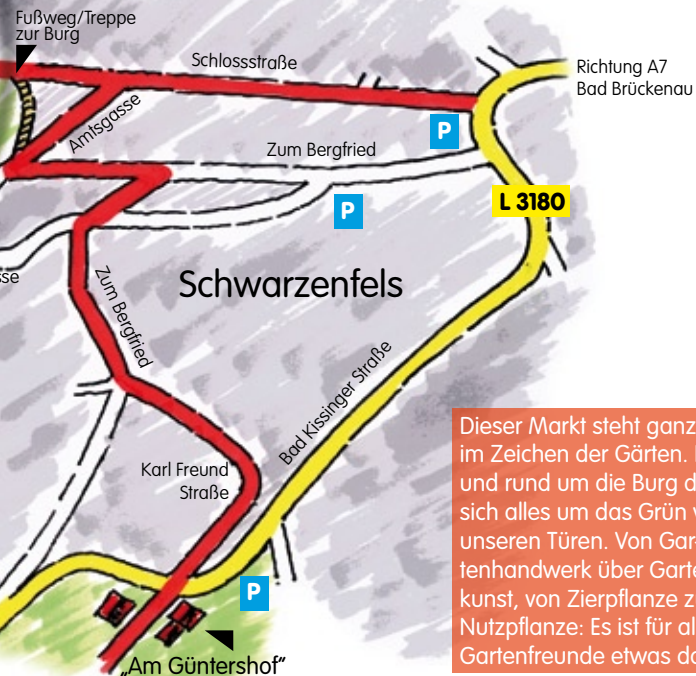 Fußweg/Treppe
zur Burg
Schlossstraße
Richtung A7
Bad Brückenau
Amtsgasse
P
Zum Bergfried
P
L 3180
Schwarzenfels
Zum Bergfried
Bad Kissinger Straße
Karl Freund
Straße
P
„Am Güntershof“
Dieser Markt steht ganz
im Zeichen der Gärten.
und rund um die Burg
sich alles um das Grün
unseren Türen. Von Gar-
tenhandwerk über Garte
kunst, von Zierpflanze
Nutzpflanze: Es ist für
Gartenfreunde etwas